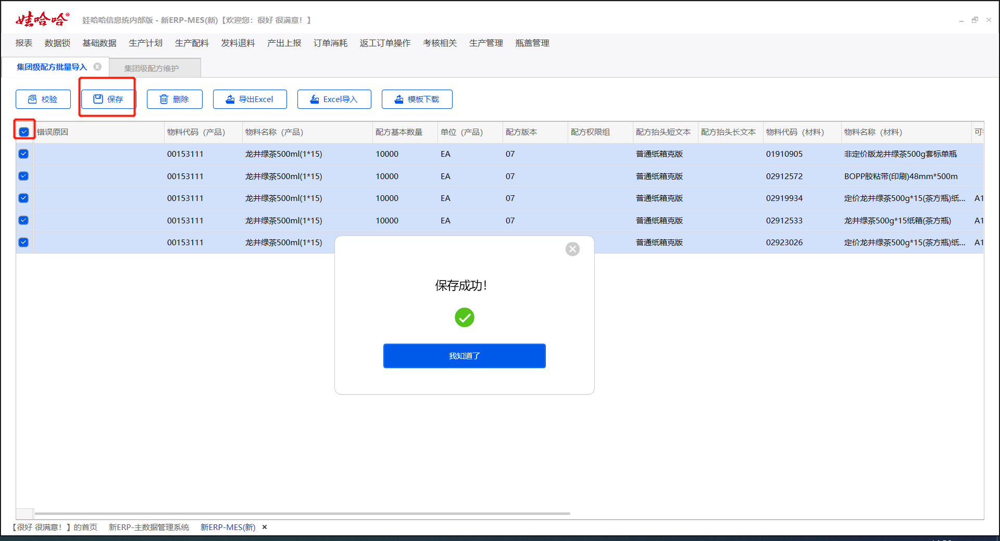 娃哈哈®
娃哈哈信息统内部版 - 新ERP-MES(新)【欢迎您：很好 很满意！】
报表 数据锁 基础数据 生产计划 生产配料 发料退料 产出上报 订单消耗 返工订单操作 考核相关 生产管理 瓶盖管理
集团级配方批量导入 集团级配方维护
校验 保存 删除 导出Excel Excel导入 模板下载
错误原因 物料代码（产品） 物料名称（产品） 配方基本数量 单位（产品） 配方版本 配方权限组 配方抬头短文本 配方抬头长文本 物料代码（材料） 物料名称（材料）
00153111 龙井绿茶500ml(1*15) 10000 EA 07 普通纸箱克版 01910905 非定价版龙井绿茶500g套标单瓶
00153111 龙井绿茶500ml(1*15) 10000 EA 07 普通纸箱克版 02912572 BOPP胶粘带(印刷)48mm*500m
00153111 龙井绿茶500ml(1*15) 10000 EA 07 普通纸箱克版 02919934 定价龙井绿茶500g*15(茶方瓶)纸... A1
00153111 龙井绿茶500ml(1*15) 10000 EA 07 普通纸箱克版 02912533 龙井绿茶500g*15纸箱(茶方瓶) A1
00153111 龙井绿茶500ml(1*15) 普通纸箱克版 02923026 定价龙井绿茶500g*15(茶方瓶)纸... A1
保存成功！
我知道了
【很好 很满意！】的首页 新ERP-主数据管理系统 新ERP-MES(新)